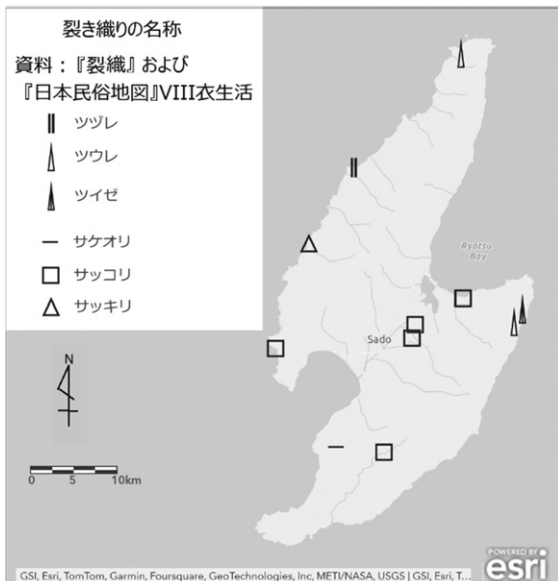 裂き織りの名称
資料：『裂織』および
『日本民俗地図』VIII衣生活
ツヅレ
ツウレ
ツイゼ
サケオリ
サッコリ
サッキリ
Ryotsu
Bay
Sado
N
0 5 10km
POWERED BY
esri
GSI, Esri, TomTom, Garmin, Foursquare, GeoTechnologies, Inc, METI/NASA, USGS | GSI, Esri, T...